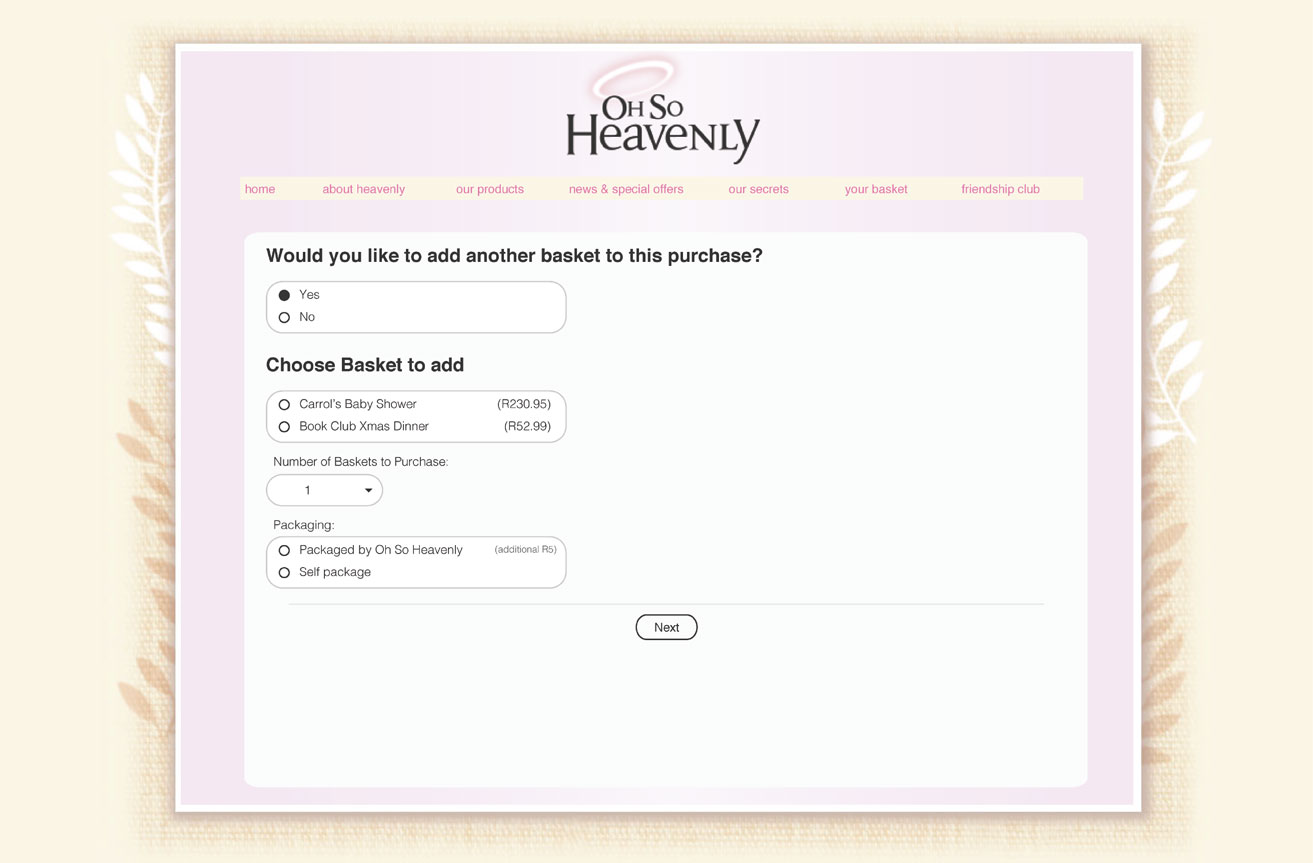 Oh So
Heavenly
home about heavenly our products news & special offers our secrets your basket friendship club
Would you like to add another basket to this purchase?
Yes
No
Choose Basket to add
Carrol's Baby Shower (R230.95)
Book Club Xmas Dinner (R52.99)
Number of Baskets to Purchase:
1
Packaging:
Packaged by Oh So Heavenly (additional R5)
Self package
Next